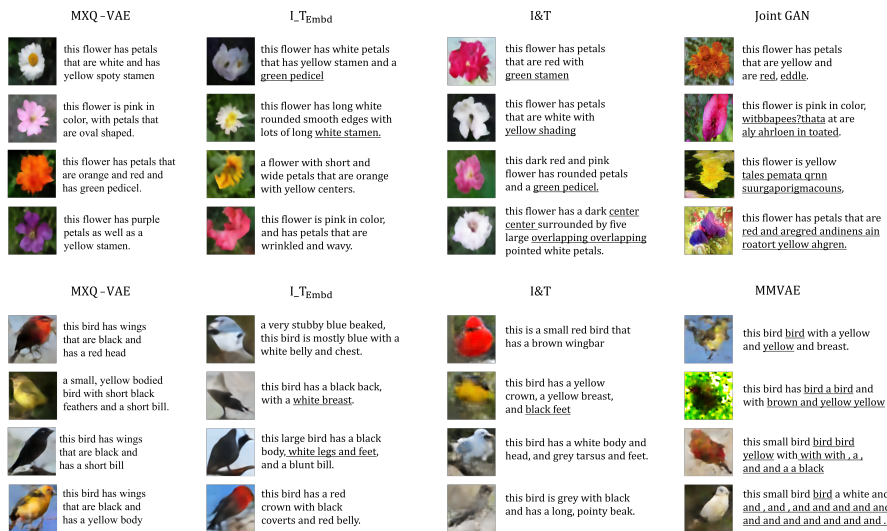 MXQ-VAE
this flower has petals
that are white and has
yellow spoty stamen
this flower is pink in
color, with petals that
are oval shaped.
this flower has petals that
are orange and red and
has green pedicel.
this flower has purple
petals as well as a
yellow stamen.
I_TEmbd
this flower has white petals
that has yellow stamen and a
green pedicel
this flower has long white
rounded smooth edges with
lots of long white stamen.
a flower with short and
wide petals that are orange
with yellow centers.
this flower is pink in color,
and has petals that are
wrinkled and wavy.
I&T
this flower has petals
that are red with
green stamen
this flower has petals
that are white with
yellow shading
this dark red and pink
flower has rounded petals
and a green pedicel.
this flower has a dark center
center surrounded by five
large overlapping overlapping
pointed white petals.
Joint GAN
this flower has petals
that are yellow and
are red, eddle.
this flower is pink in color,
witbbapees?thata at are
aly ahrloen in toated.
this flower is yellow
tales pemata qrnn
suurgaporigmacouns,
this flower has petals that are
red and aregred andinens ain
roatort yellow ahgren.
MXQ-VAE
this bird has wings
that are black and
has a red head
a small, yellow bodied
bird with short black
feathers and a short bill.
this bird has wings
that are black and
has a short bill
this bird has wings
that are black and
has a yellow body
I_TEmbd
a very stubby blue beaked,
this bird is mostly blue with a
white belly and chest.
this bird has a black back,
with a white breast.
this large bird has a black
body, white legs and feet,
and a blunt bill.
this bird has a red
crown with black
coverts and red belly.
I&T
this is a small red bird that
has a brown wingbar
this bird has a yellow
crown, a yellow breast,
and black feet
this bird has a white body and
head, and grey tarsus and feet.
this bird is grey with black
and has a long, pointy beak.
MMVAE
this bird bird with a yellow
and yellow and breast.
this bird has bird a bird and
with brown and yellow yellow
this small bird bird bird
yellow with with with , a ,
and and a a black
this small bird bird a white and
and , and , and and and and and
and and and and and and and ,